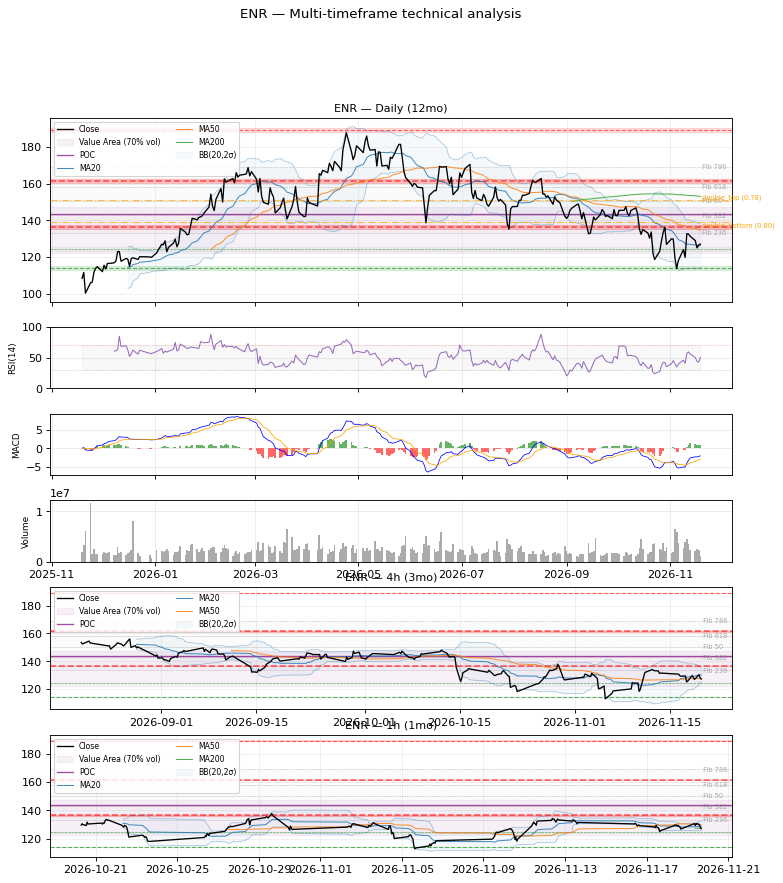 ENR — Multi-timeframe technical analysis
ENR — Daily (12mo)
Close
Value Area (70% vol)
POC
MA20
MA50
MA200
BB(20,2σ)
180
160
140
120
100
Fib 786
Fib 618
Fib 382
Fib 236
100
50
0
RSI(14)
5
0
−5
MACD
1e7
1
0
Volume
2025-11
2026-01
2026-03
2026-05
2026-07
2026-09
2026-11
ENR — 4h (3mo)
Close
Value Area (70% vol)
POC
MA20
MA50
BB(20,2σ)
180
160
140
120
Fib 786
Fib 618
Fib 50
Fib 382
Fib 236
2026-09-01
2026-09-15
2026-10-01
2026-10-15
2026-11-01
2026-11-15
ENR — 1h (1mo)
Close
Value Area (70% vol)
POC
MA20
MA50
MA200
BB(20,2σ)
180
160
140
120
Fib 786
Fib 618
Fib 50
Fib 382
Fib 236
2026-10-21
2026-10-25
2026-10-29
2026-11-01
2026-11-05
2026-11-09
2026-11-13
2026-11-17
2026-11-21